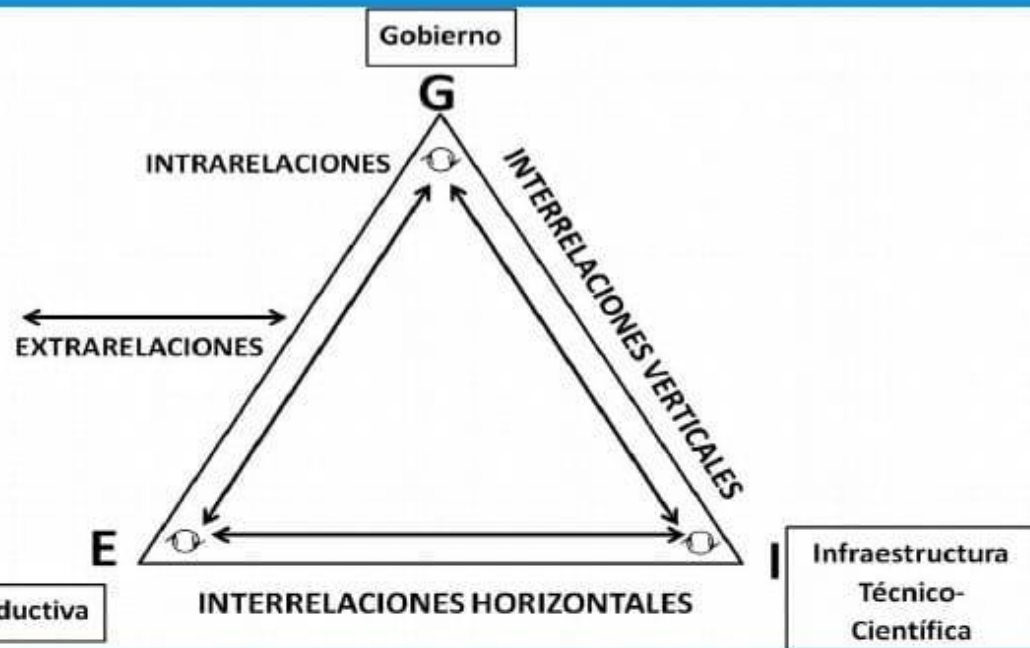 Gobierno
G
INTRARELACIONES
INTERRELACIONES VERTICALES
EXTRARELACIONES
E
I
Infraestructura
Técnico-
Científica
ductiva
INTERRELACIONES HORIZONTALES